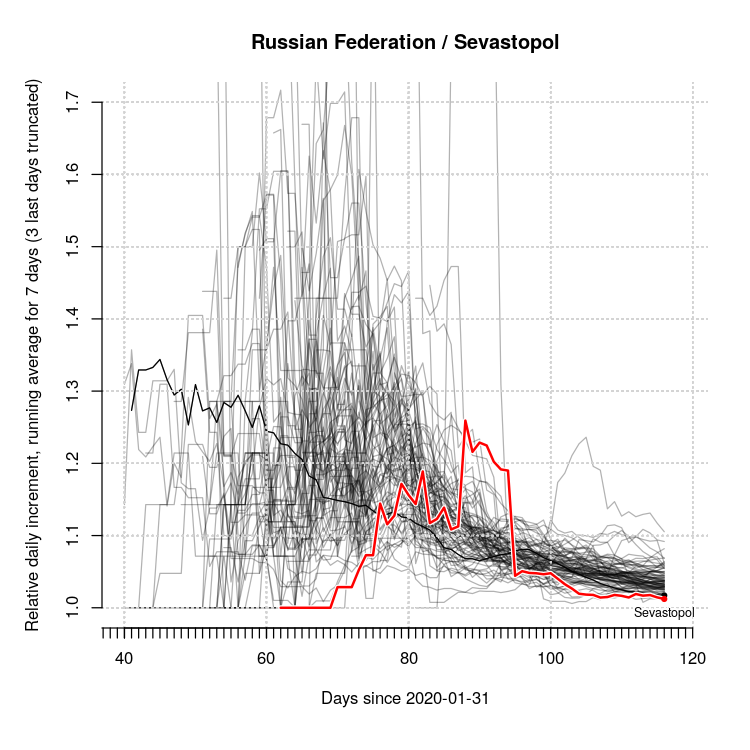 Russian Federation / Sevastopol
Relative daily increment, running average for 7 days (3 last days truncated)
1.7
1.6
1.5
1.4
1.3
1.2
1.1
1.0
Sevastopol
40 60 80 100 120
Days since 2020-01-31